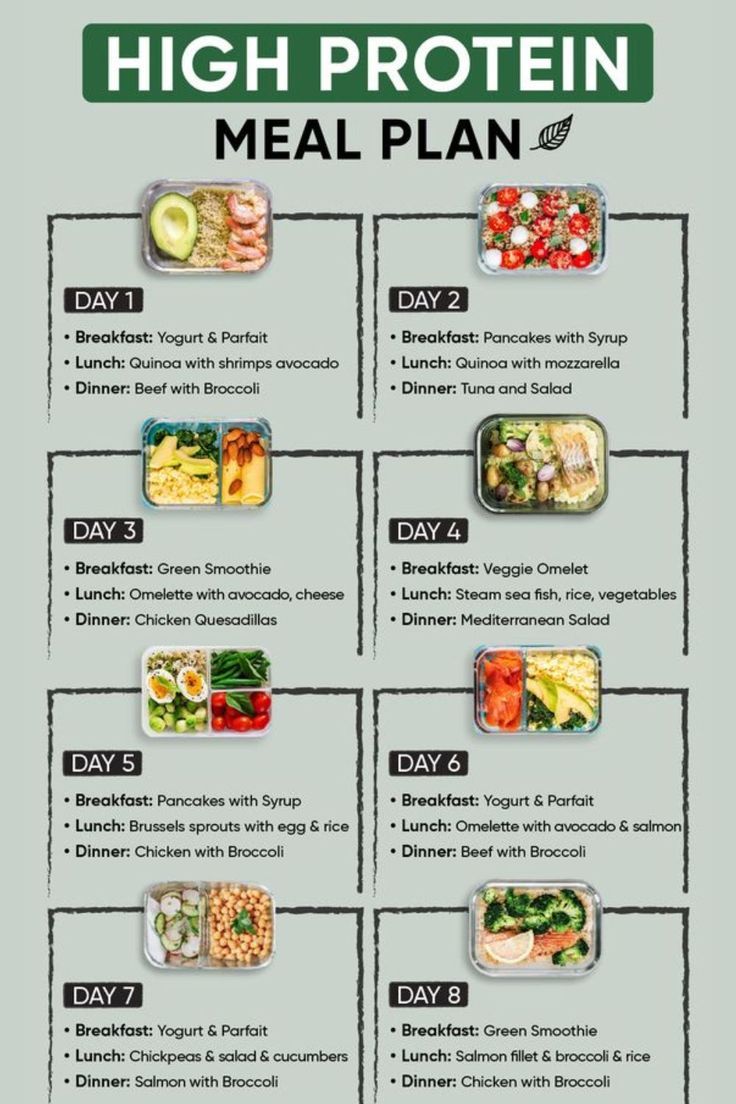 HIGH PROTEIN
MEAL PLAN
DAY 1
• Breakfast: Yogurt & Parfait
• Lunch: Quinoa with shrimps avocado
• Dinner: Beef with Broccoli
DAY 2
• Breakfast: Pancakes with Syrup
• Lunch: Quinoa with mozzarella
• Dinner: Tuna and Salad
DAY 3
• Breakfast: Green Smoothie
• Lunch: Omelette with avocado, cheese
• Dinner: Chicken Quesadillas
DAY 4
• Breakfast: Veggie Omelet
• Lunch: Steam sea fish, rice, vegetables
• Dinner: Mediterranean Salad
DAY 5
• Breakfast: Pancakes with Syrup
• Lunch: Brussels sprouts with egg & rice
• Dinner: Chicken with Broccoli
DAY 6
• Breakfast: Yogurt & Parfait
• Lunch: Omelette with avocado & salmon
• Dinner: Beef with Broccoli
DAY 7
• Breakfast: Yogurt & Parfait
• Lunch: Chickpeas & salad & cucumbers
• Dinner: Salmon with Broccoli
DAY 8
• Breakfast: Green Smoothie
• Lunch: Salmon fillet & broccoli & rice
• Dinner: Chicken with Broccoli